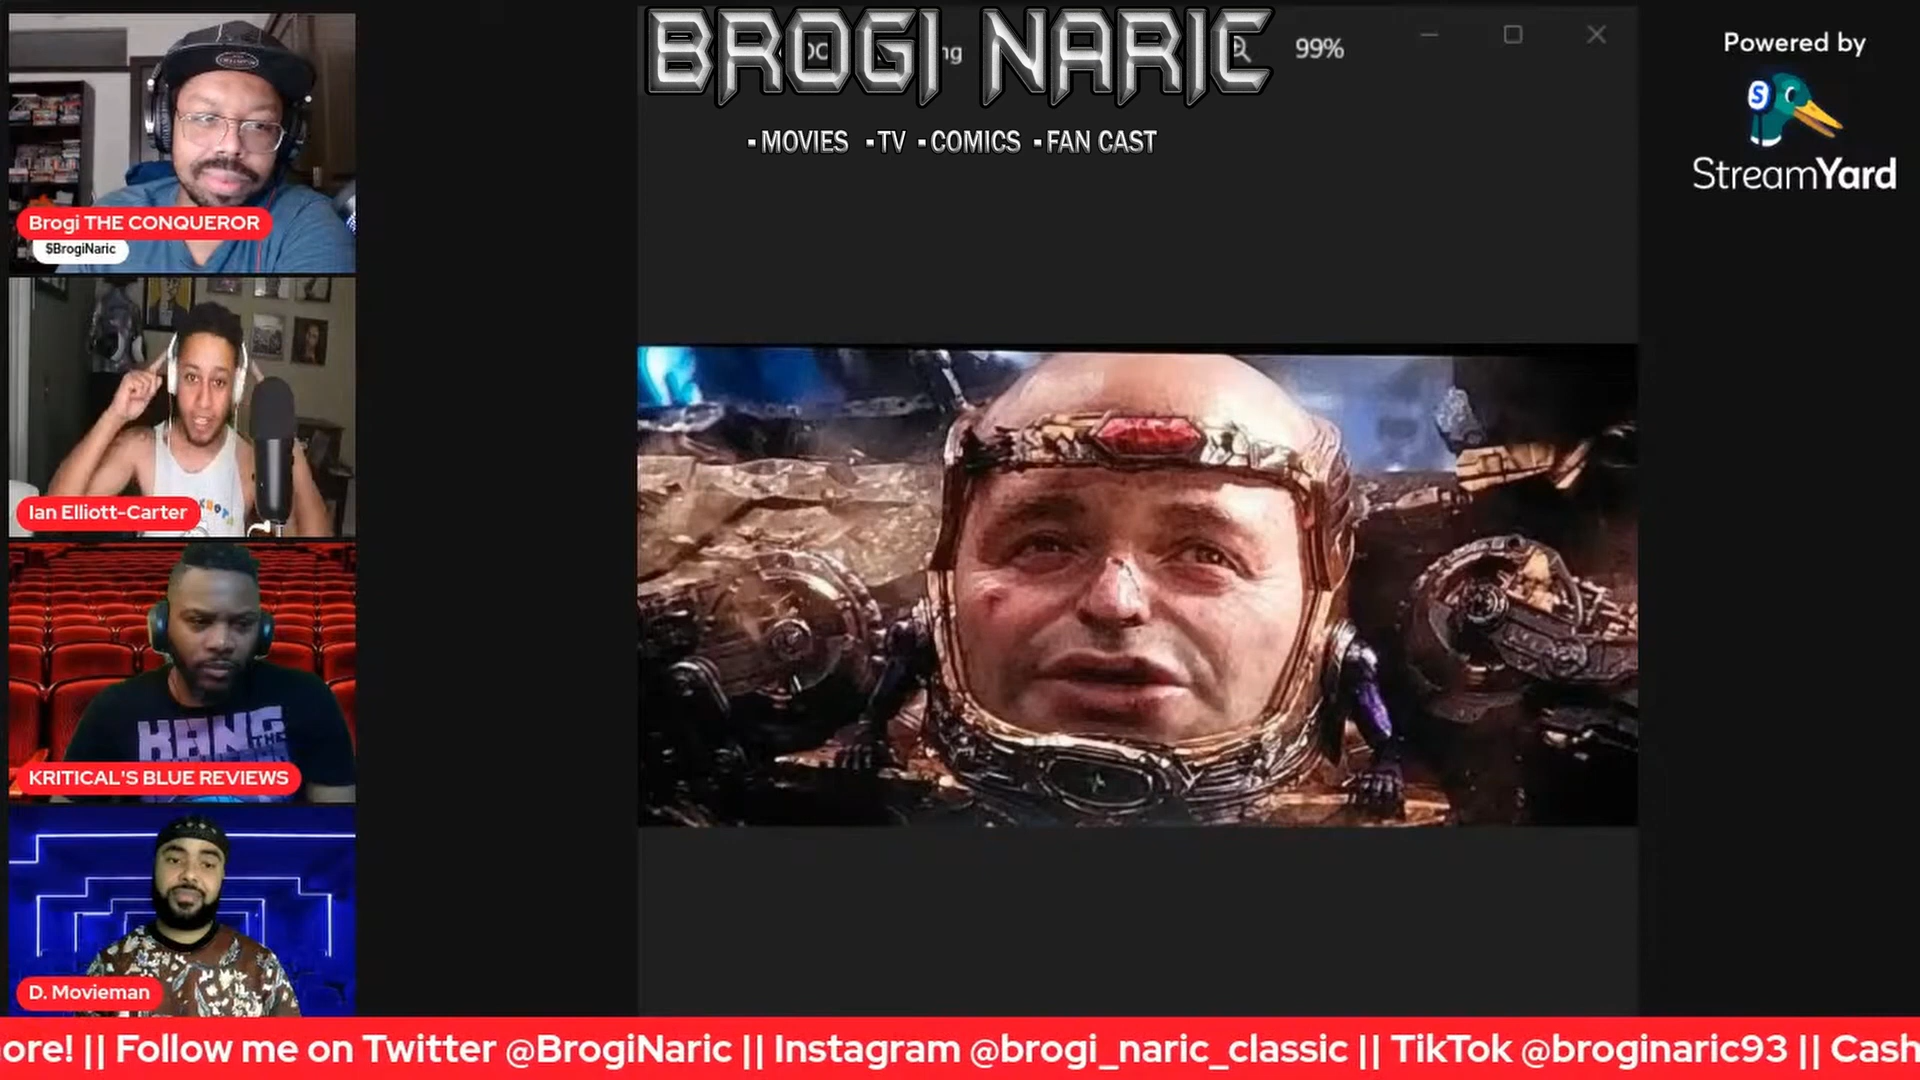 BROGI NARIC
99%
▪MOVIES ▪TV ▪COMICS ▪FAN CAST
Powered by
StreamYard
Brogi THE CONQUEROR
$BrogiNaric
Ian Elliott-Carter
KANG
THE
KRITICAL'S BLUE REVIEWS
D. Movieman
ore! || Follow me on Twitter @BrogiNaric || Instagram @brogi_naric_classic || TikTok @broginaric93 || Cash